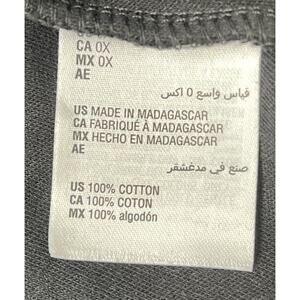 CA 0X
MX 0X
AE
قياس واسع 0 اكس
US MADE IN MADAGASCAR
CA FABRIQUÉ À MADAGASCAR
MX HECHO EN MADAGASCAR
AE
صنع في مدغشقر
US 100% COTTON
CA 100% COTON
MX 100% algodón